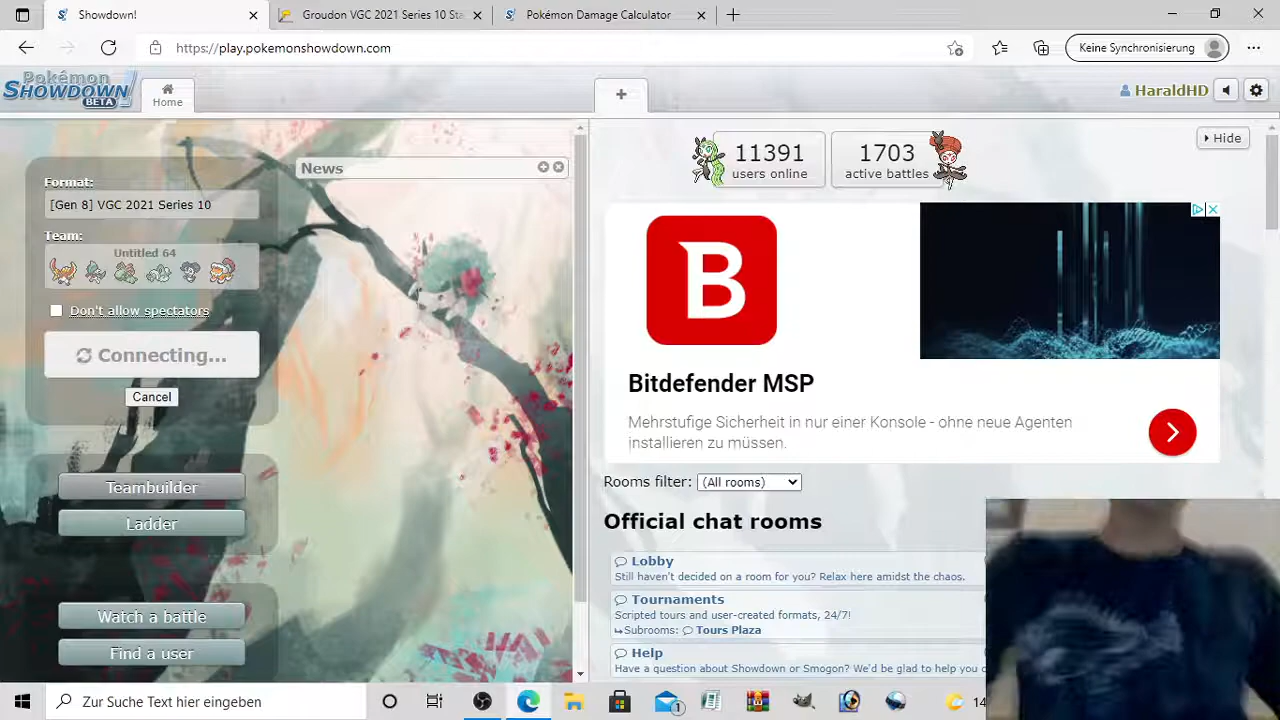 Showdown!
Groudon VGC 2021 Series 10 Sta
Pokémon Damage Calculator
https://play.pokemonshowdown.com
Keine Synchronisierung
Pokémon
SHOWDOWN
BETA
Home
HaraldHD
11391
users online
1703
active battles
Hide
Format:
[Gen 8] VGC 2021 Series 10
Team:
Untitled 64
Don't allow spectators
Connecting...
Cancel
Teambuilder
Ladder
Watch a battle
Find a user
News
B
Bitdefender MSP
Mehrstufige Sicherheit in nur einer Konsole - ohne neue Agenten
installieren zu müssen.
Rooms filter: (All rooms)
Official chat rooms
Lobby
Still haven't decided on a room for you? Relax here amidst the chaos.
Tournaments
Scripted tours and user-created formats, 24/7!
Subrooms: Tours Plaza
Help
Have a question about Showdown or Smogon? We'd be glad to help you o
Zur Suche Text hier eingeben
1
14